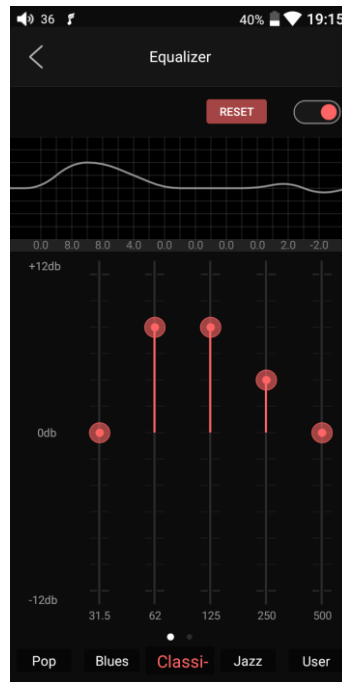 36 40% 19:15
Equalizer
RESET
0.0 8.0 8.0 4.0 0.0 0.0 0.0 0.0 2.0 -2.0
+12db
0db
-12db
31.5 62 125 250 500
Pop Blues Classi- Jazz User